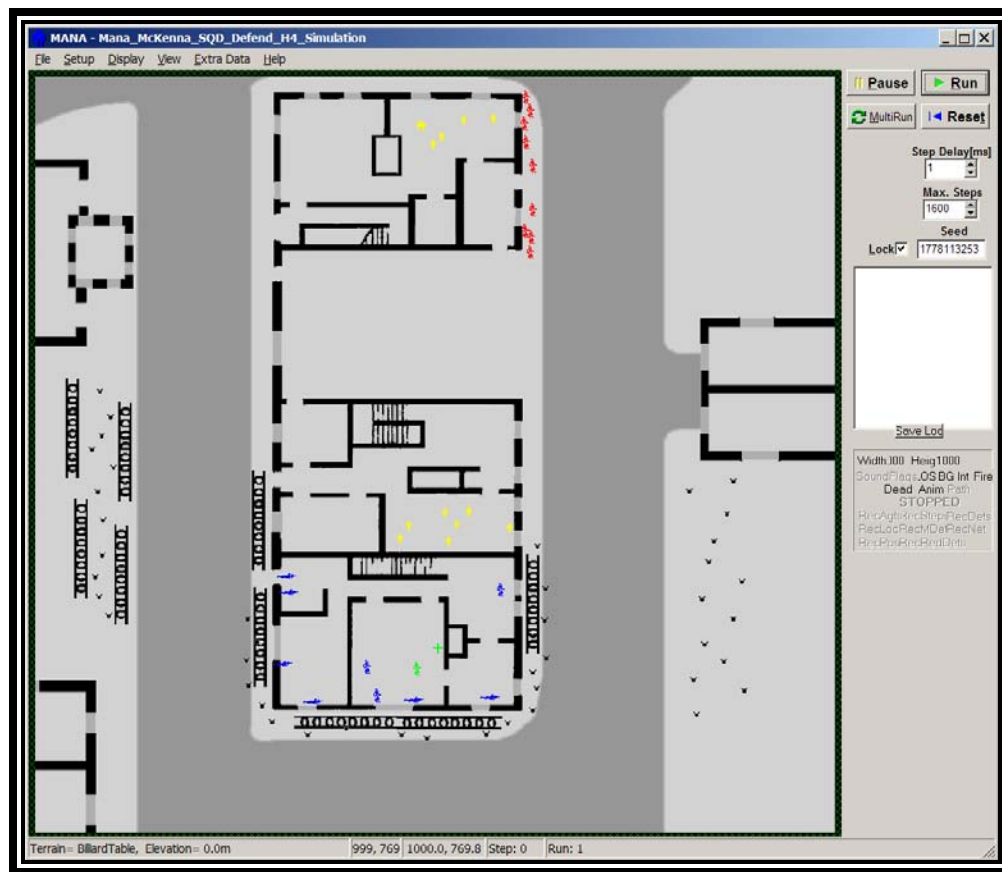 MANA - Mana_McKenna_SQD_Defend_H4_Simulation
File Setup Display View Extra Data Help
Pause Run
MultiRun Reset
Step Delay[ms]
1
Max. Steps
1600
Seed
Lock 1778113253
Save Log
Width Heig1000
SoundFlags OS BG Int Fire
Dead Anim Path
STOPPED
Terrain= BilliardTable, Elevation= 0.0m 999, 769 1000.0, 769.8 Step: 0 Run: 1